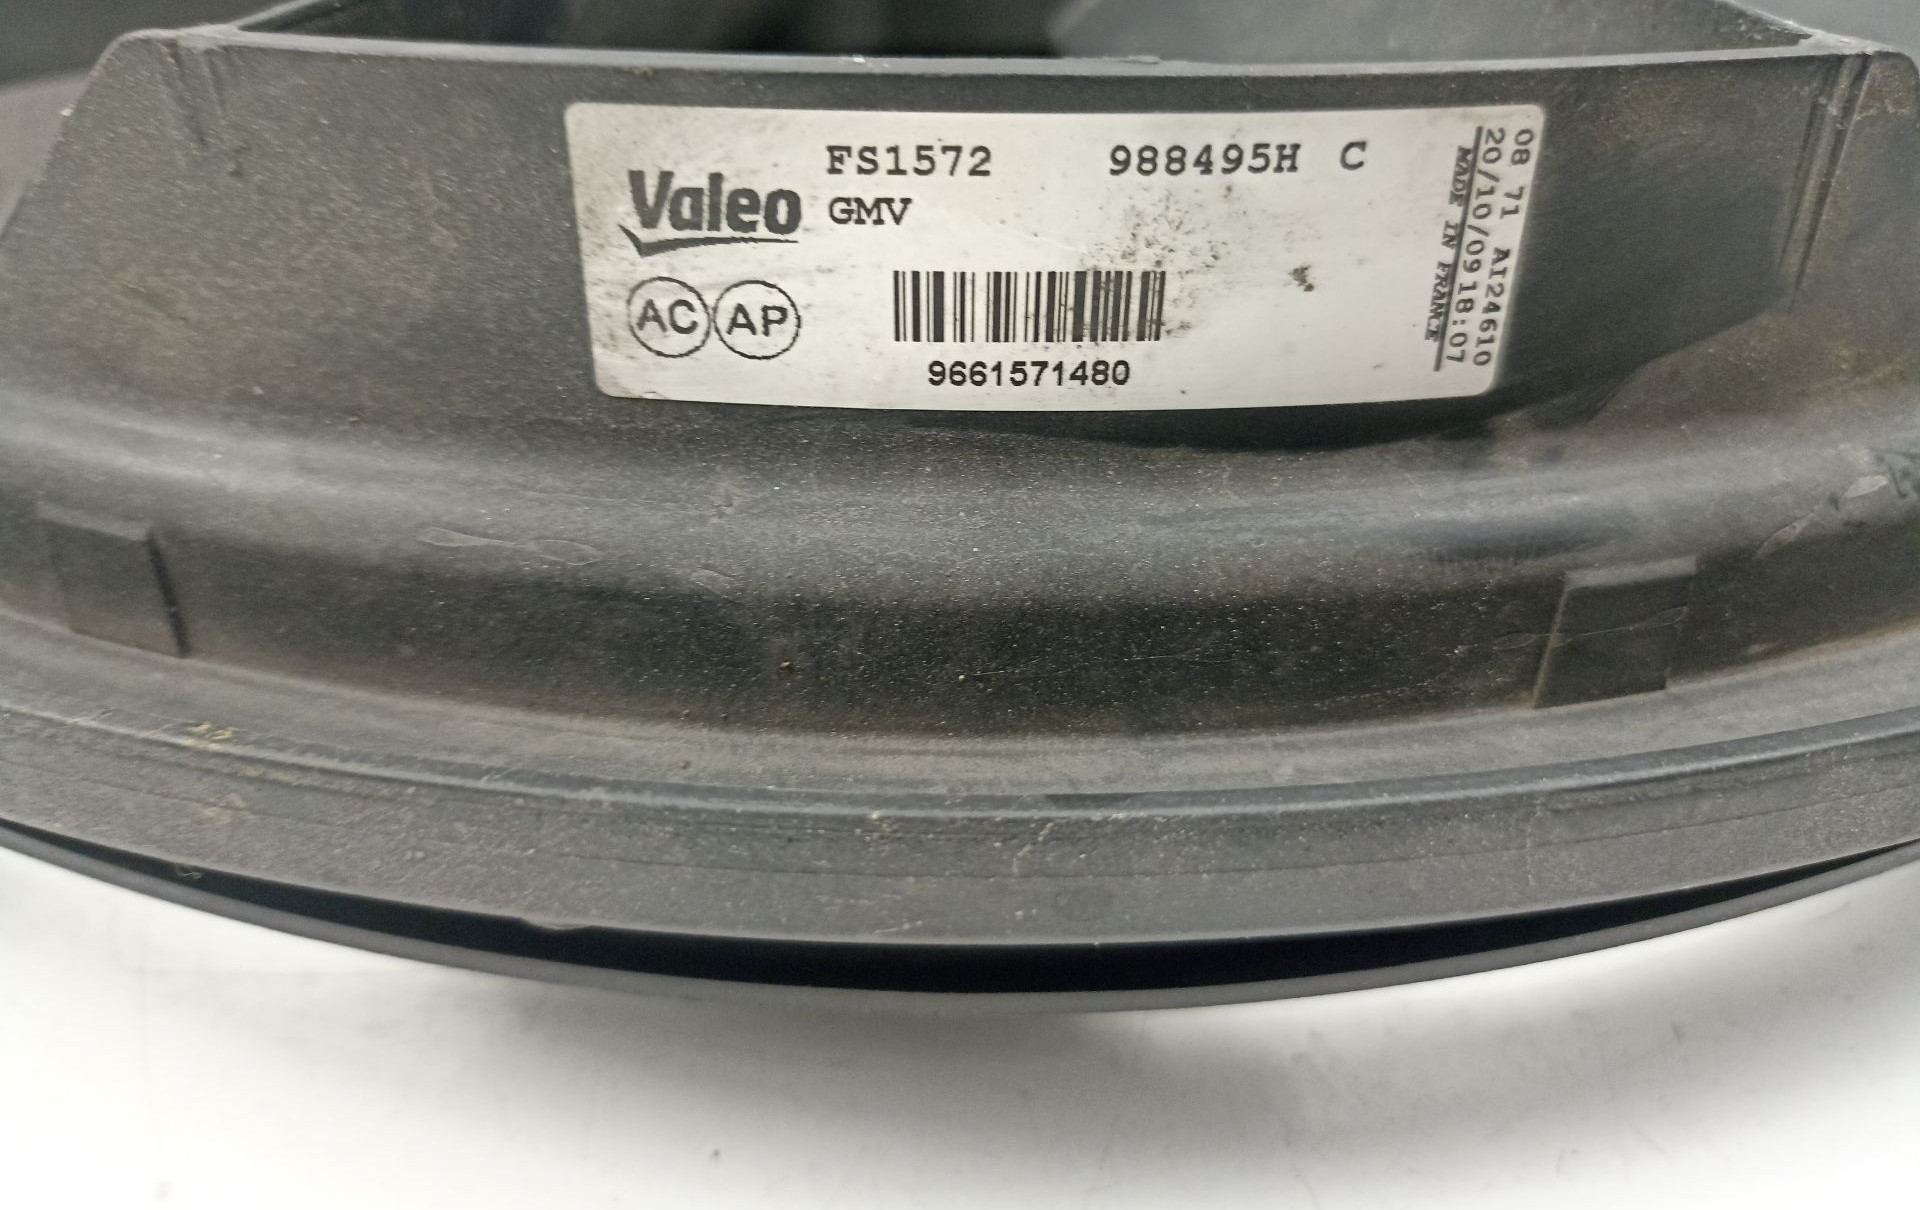 Valeo
FS1572 988495H C
GMV
AC AP
9661571480
08 71 AI24610
20/10/0918:07
MADE IN FRANCE